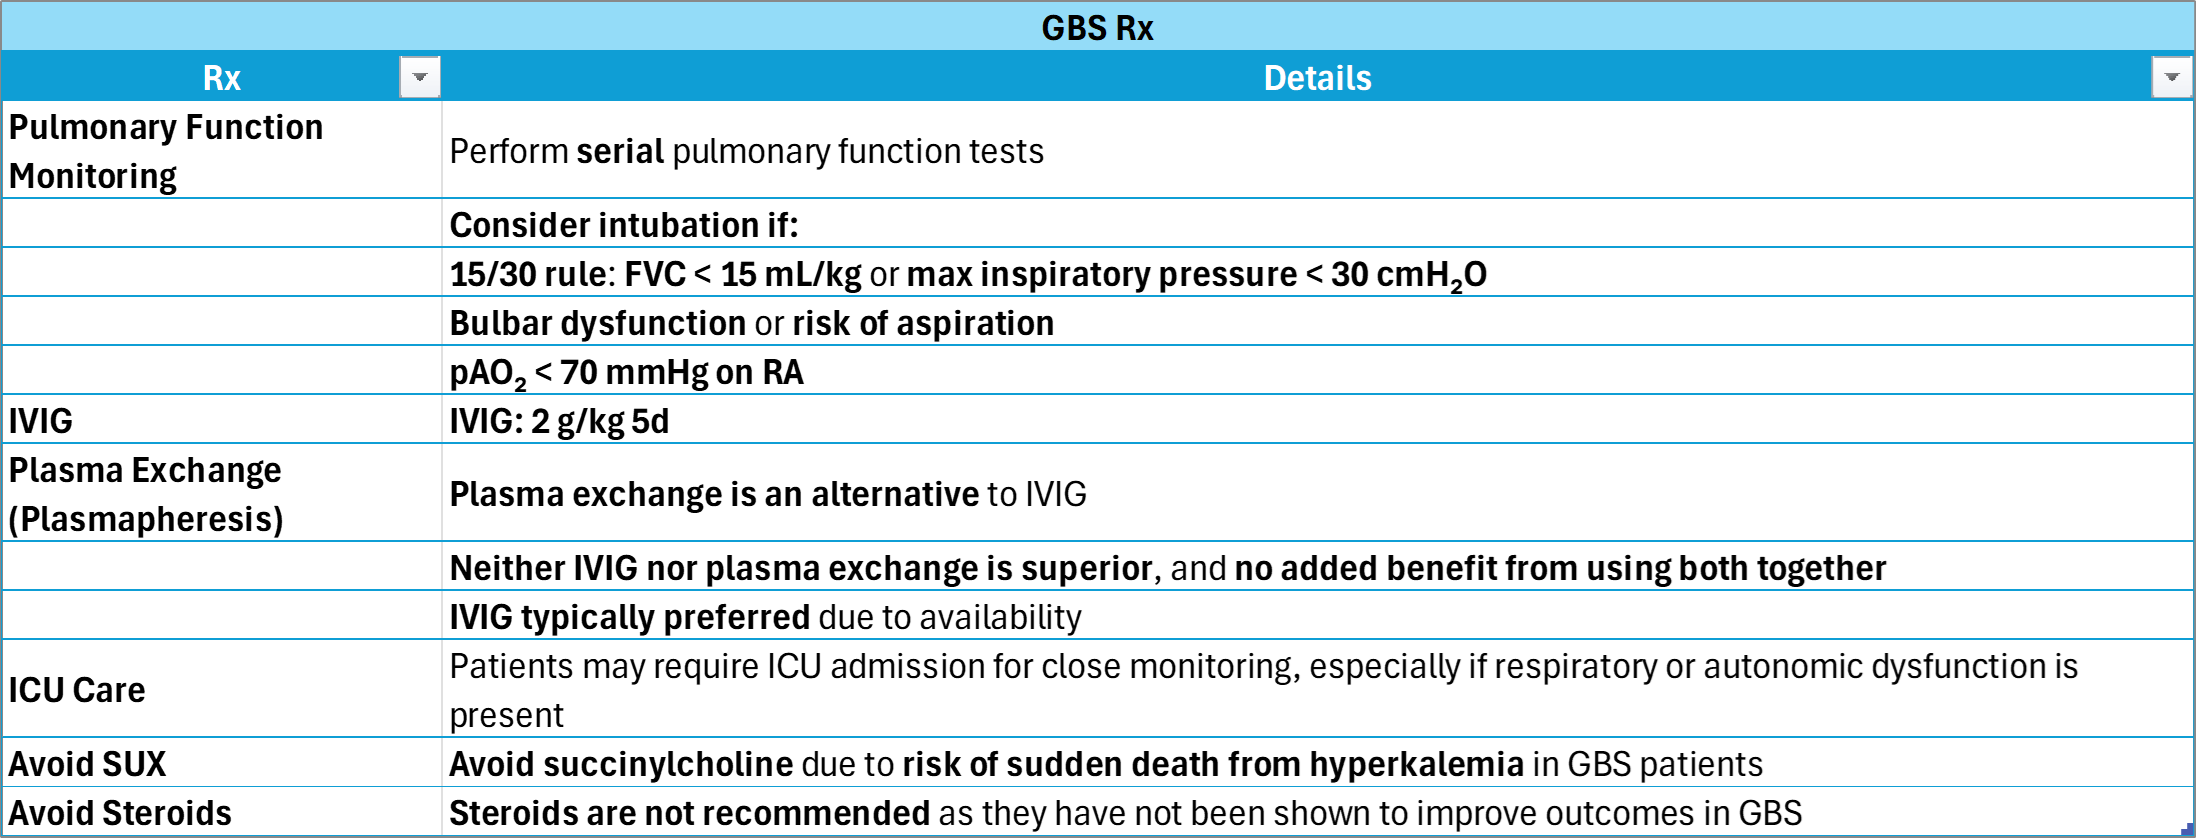 GBS Rx
Rx
Details
Pulmonary Function
Monitoring
Perform serial pulmonary function tests
Consider intubation if:
15/30 rule: FVC < 15 mL/kg or max inspiratory pressure < 30 cmH₂O
Bulbar dysfunction or risk of aspiration
pAO₂ < 70 mmHg on RA
IVIG
IVIG: 2 g/kg 5d
Plasma Exchange
(Plasmapheresis)
Plasma exchange is an alternative to IVIG
Neither IVIG nor plasma exchange is superior, and no added benefit from using both together
IVIG typically preferred due to availability
ICU Care
Patients may require ICU admission for close monitoring, especially if respiratory or autonomic dysfunction is
present
Avoid SUX
Avoid succinylcholine due to risk of sudden death from hyperkalemia in GBS patients
Avoid Steroids
Steroids are not recommended as they have not been shown to improve outcomes in GBS